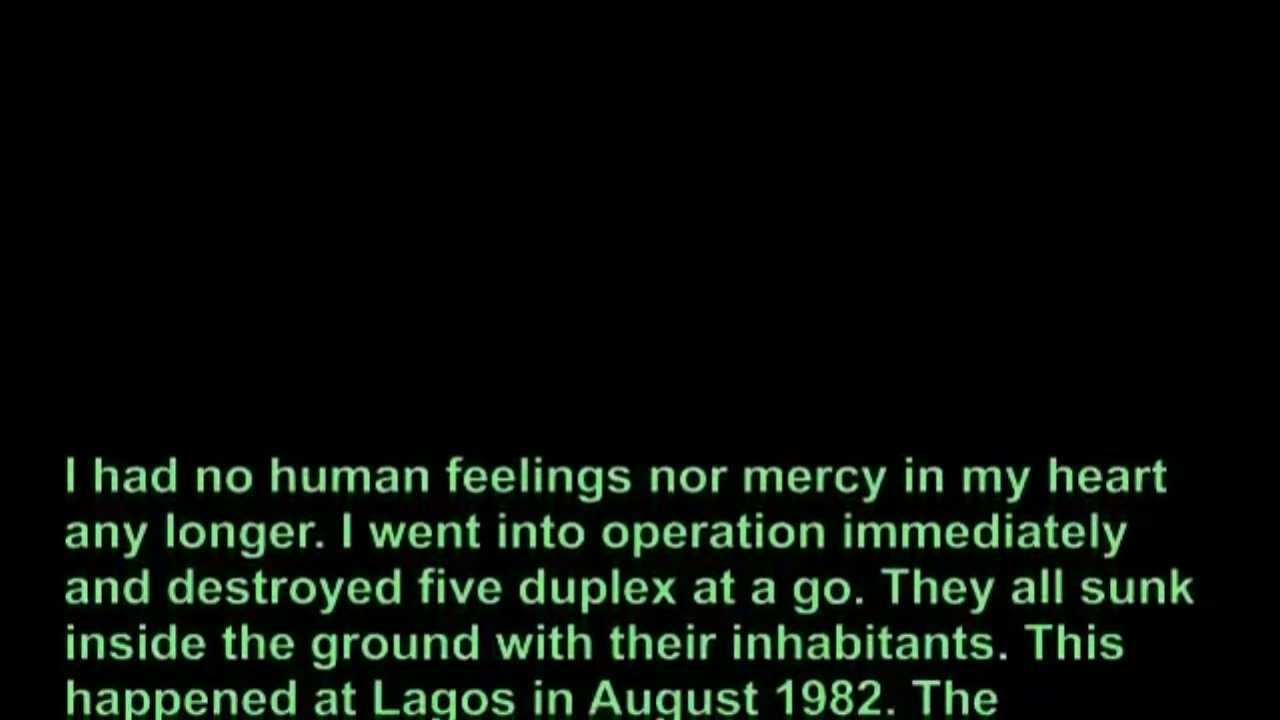 I had no human feelings nor mercy in my heart
any longer. I went into operation immediately
and destroyed five duplex at a go. They all sunk
inside the ground with their inhabitants. This
happened at Lagos in August 1982. The